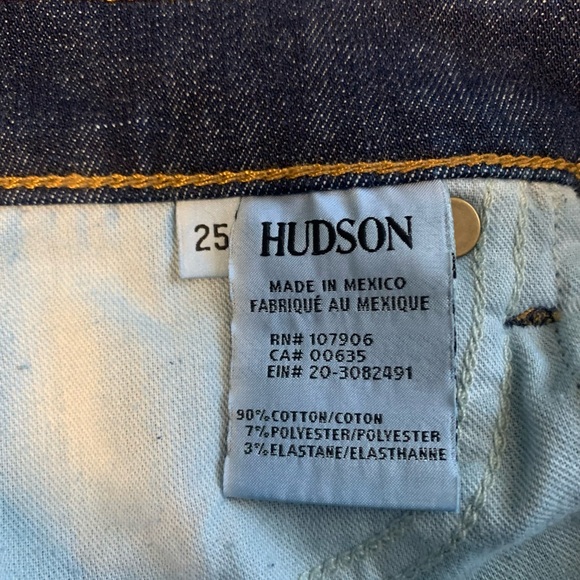 25
HUDSON
MADE IN MEXICO
FABRIQUÉ AU MEXIQUE
RN# 107906
CA# 00635
EIN# 20-3082491
90%COTTON/COTON
7%POLYESTER/POLYESTER
3%ELASTANE/ELASTHANNE